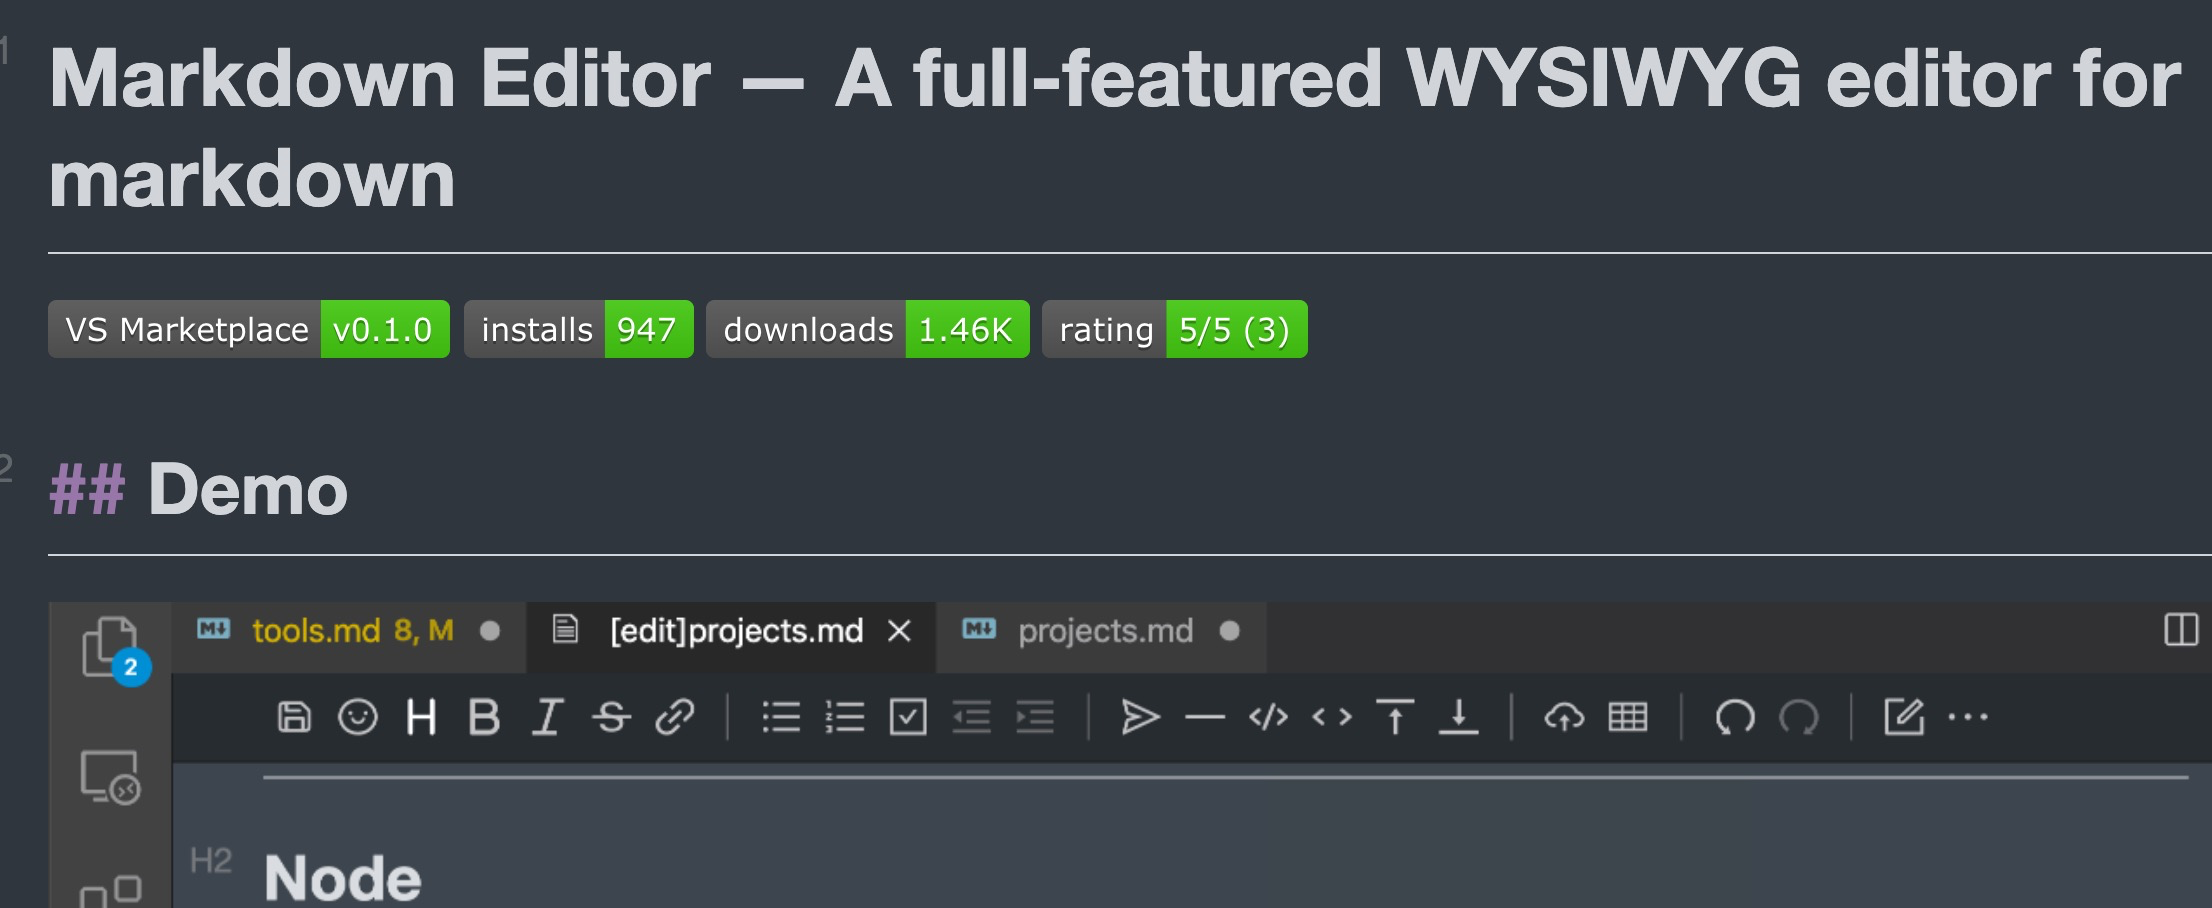 1
Markdown Editor — A full-featured WYSIWYG editor for
markdown
VS Marketplace v0.1.0 installs 947 downloads 1.46K rating 5/5 (3)
2
## Demo
tools.md 8, M [edit]projects.md projects.md
2
H B I S
H2 Node